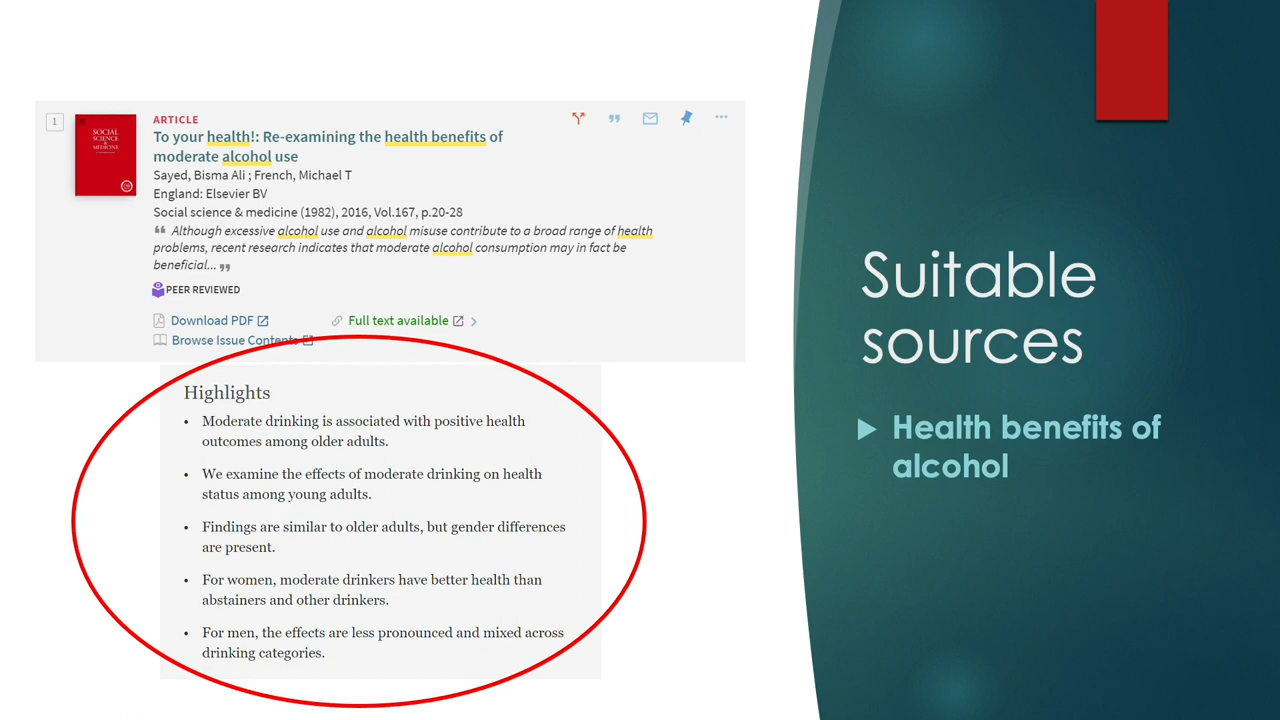 1
SOCIAL
SCIENCE
&
MEDICINE
ARTICLE
To your health!: Re-examining the health benefits of
moderate alcohol use
Sayed, Bisma Ali ; French, Michael T
England: Elsevier BV
Social science & medicine (1982), 2016, Vol.167, p.20-28
“ Although excessive alcohol use and alcohol misuse contribute to a broad range of health
problems, recent research indicates that moderate alcohol consumption may in fact be
beneficial... ”
PEER REVIEWED
Download PDF
Full text available
Browse Issue Contents
Highlights
• Moderate drinking is associated with positive health
outcomes among older adults.
• We examine the effects of moderate drinking on health
status among young adults.
• Findings are similar to older adults, but gender differences
are present.
• For women, moderate drinkers have better health than
abstainers and other drinkers.
• For men, the effects are less pronounced and mixed across
drinking categories.
Suitable
sources
Health benefits of
alcohol